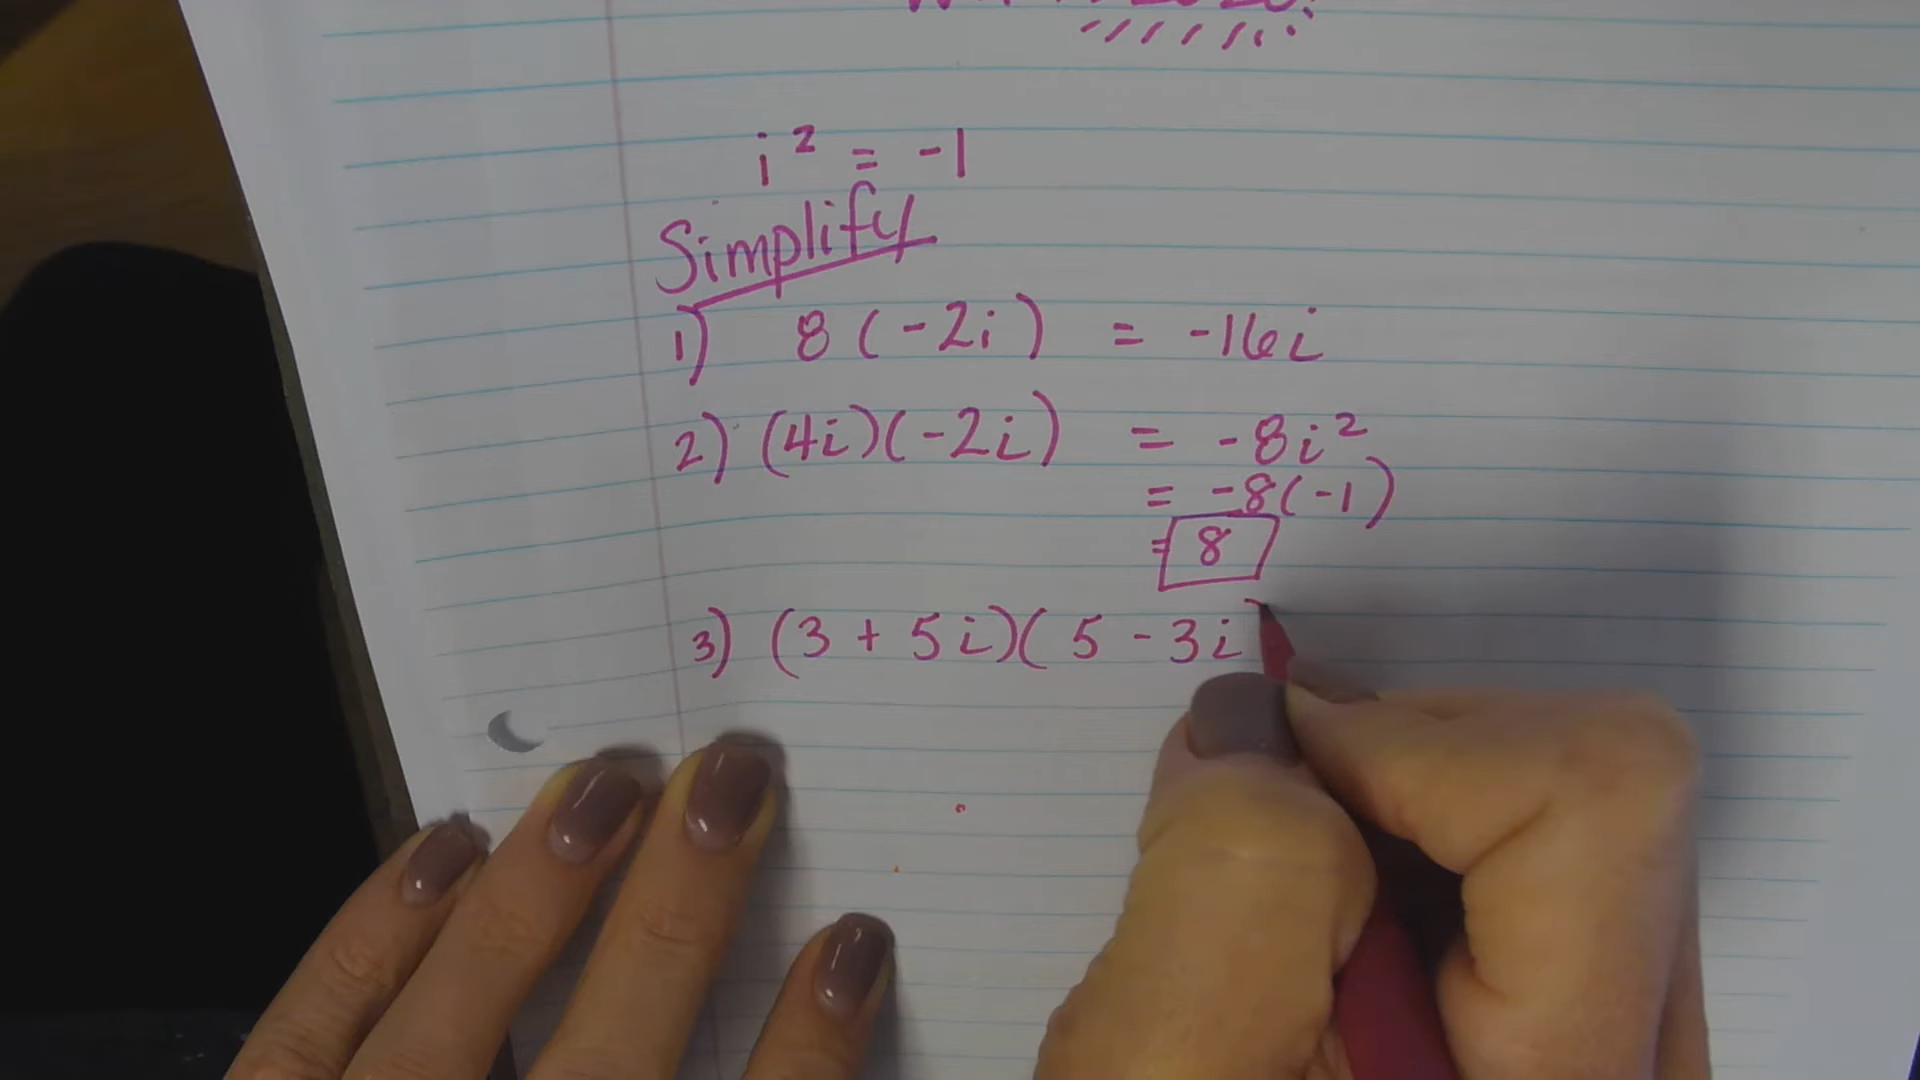 i² = -1
Simplify
1) 8(-2i) = -16i
2) (4i)(-2i) = -8i²
= -8(-1)
= 8
3) (3 + 5i)(5 - 3i)